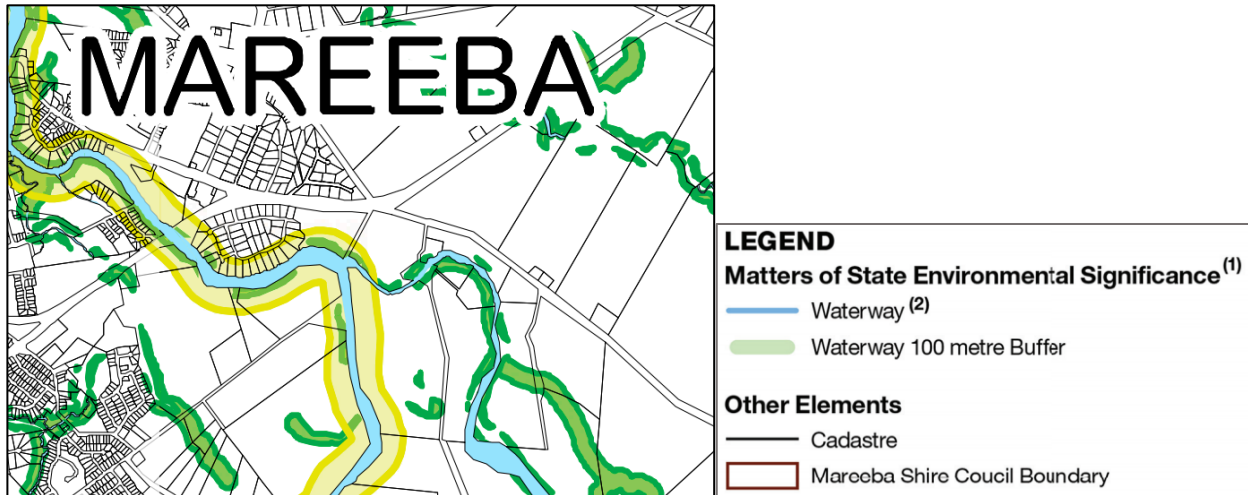 MAREEBA
LEGEND
Matters of State Environmental Significance (1)
Waterway (2)
Waterway 100 metre Buffer
Other Elements
Cadastre
Mareeba Shire Coucil Boundary